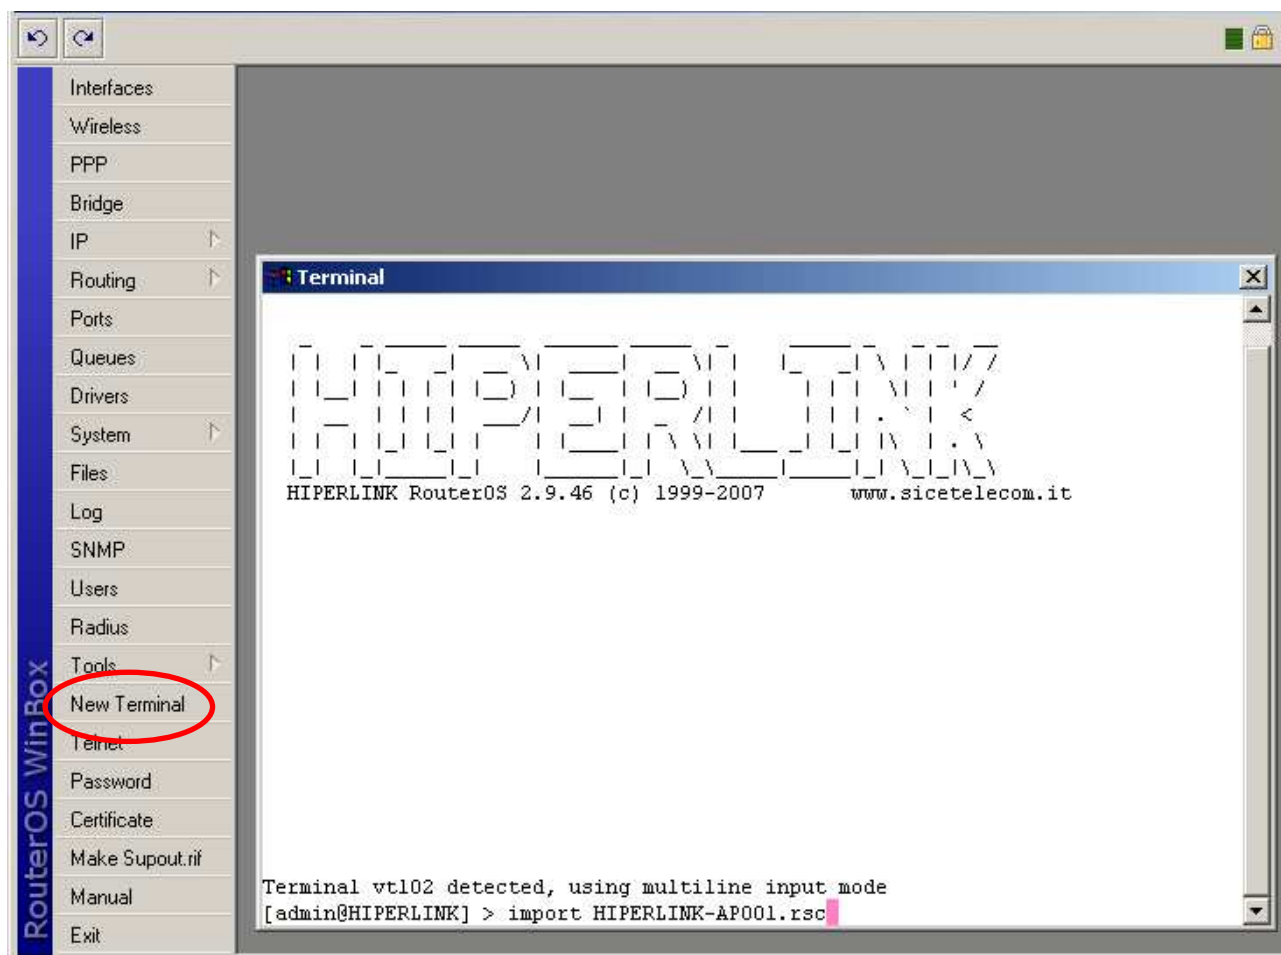 Interfaces
Wireless
PPP
Bridge
IP
Routing
Ports
Queues
Drivers
System
Files
Log
SNMP
Users
Radius
Tools
New Terminal
Telnet
Password
Certificate
Make Supout.rif
Manual
Exit
RouterOS WinBox
Terminal
HIPERLINK
HIPERLINK RouterOS 2.9.46 (c) 1999-2007 www.sicetelecom.it
Terminal vt102 detected, using multiline input mode
[admin@HIPERLINK] > import HIPERLINK-AP001.rsc